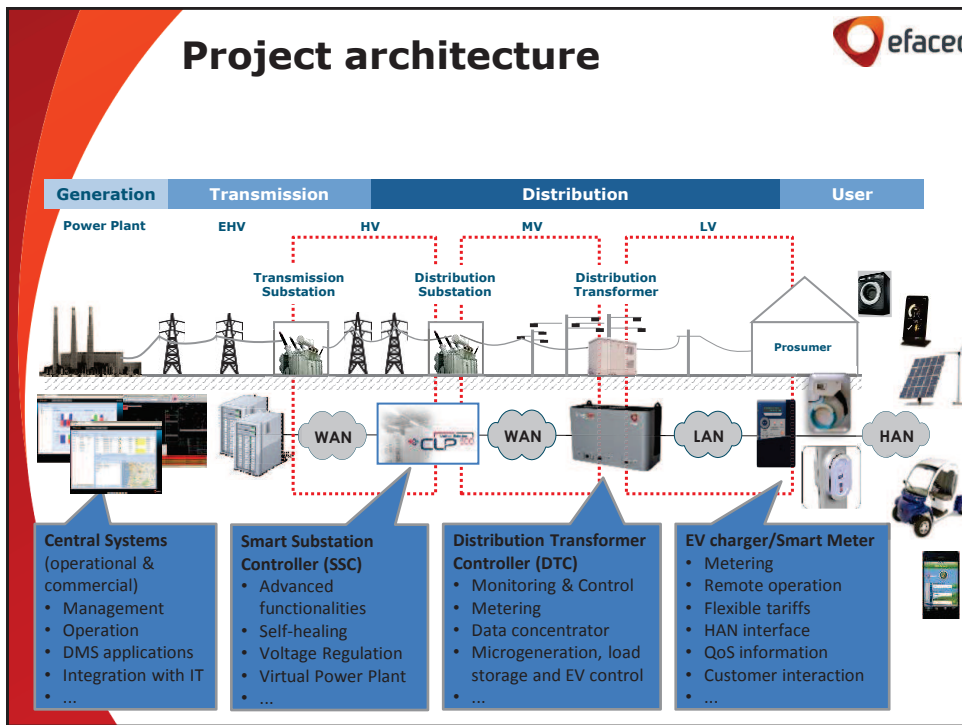 Project architecture
efacec
Generation Transmission Distribution User
Power Plant EHV HV MV LV
Transmission
Substation
Distribution
Substation
Distribution
Transformer
Prosumer
WAN
CLP
WAN
LAN
HAN
Central Systems
(operational &
commercial)
• Management
• Operation
• DMS applications
• Integration with IT
• ...
Smart Substation
Controller (SSC)
• Advanced
functionalities
• Self-healing
• Voltage Regulation
• Virtual Power Plant
• ...
Distribution Transformer
Controller (DTC)
• Monitoring & Control
• Metering
• Data concentrator
• Microgeneration, load
storage and EV control
• ...
EV charger/Smart Meter
• Metering
• Remote operation
• Flexible tariffs
• HAN interface
• QoS information
• Customer interaction
• ...